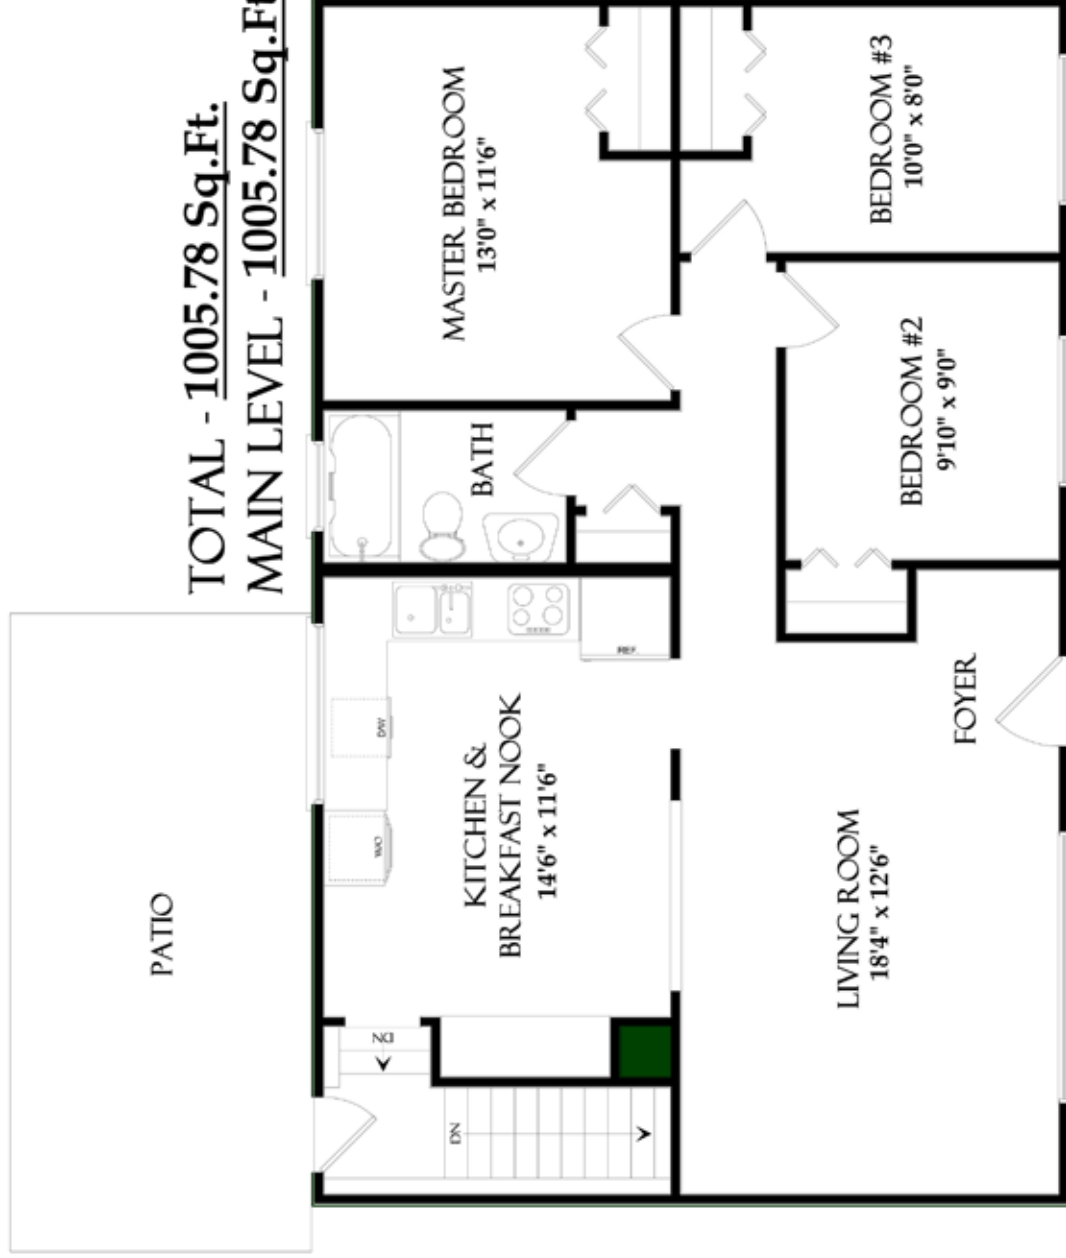 TOTAL - 1005.78 Sq.Ft.
MAIN LEVEL - 1005.78 Sq.Ft
MASTER BEDROOM
13'0" x 11'6"
BEDROOM #3
10'0" x 8'0"
BEDROOM #2
9'10" x 9'0"
BATH
REF.
DW
KITCHEN &
BREAKFAST NOOK
14'6" x 11'6"
FOYER
LIVING ROOM
18'4" x 12'6"
PATIO
DN
DN